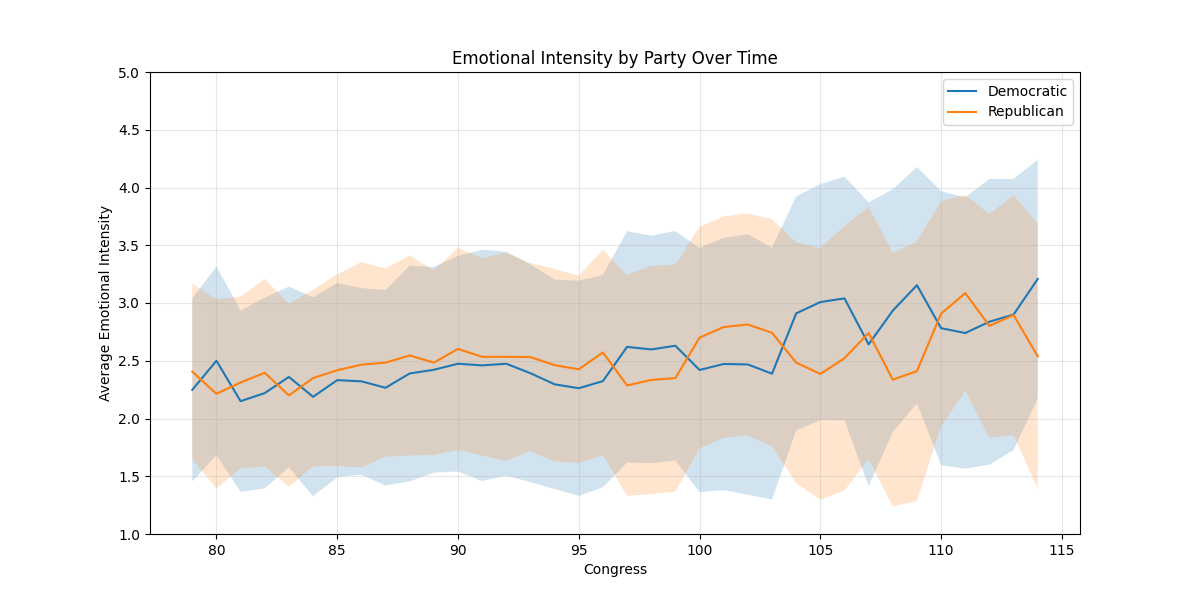 Emotional Intensity by Party Over Time
Democratic
Republican
5.0
4.5
4.0
3.5
3.0
2.5
2.0
1.5
1.0
Average Emotional Intensity
80 85 90 95 100 105 110 115
Congress